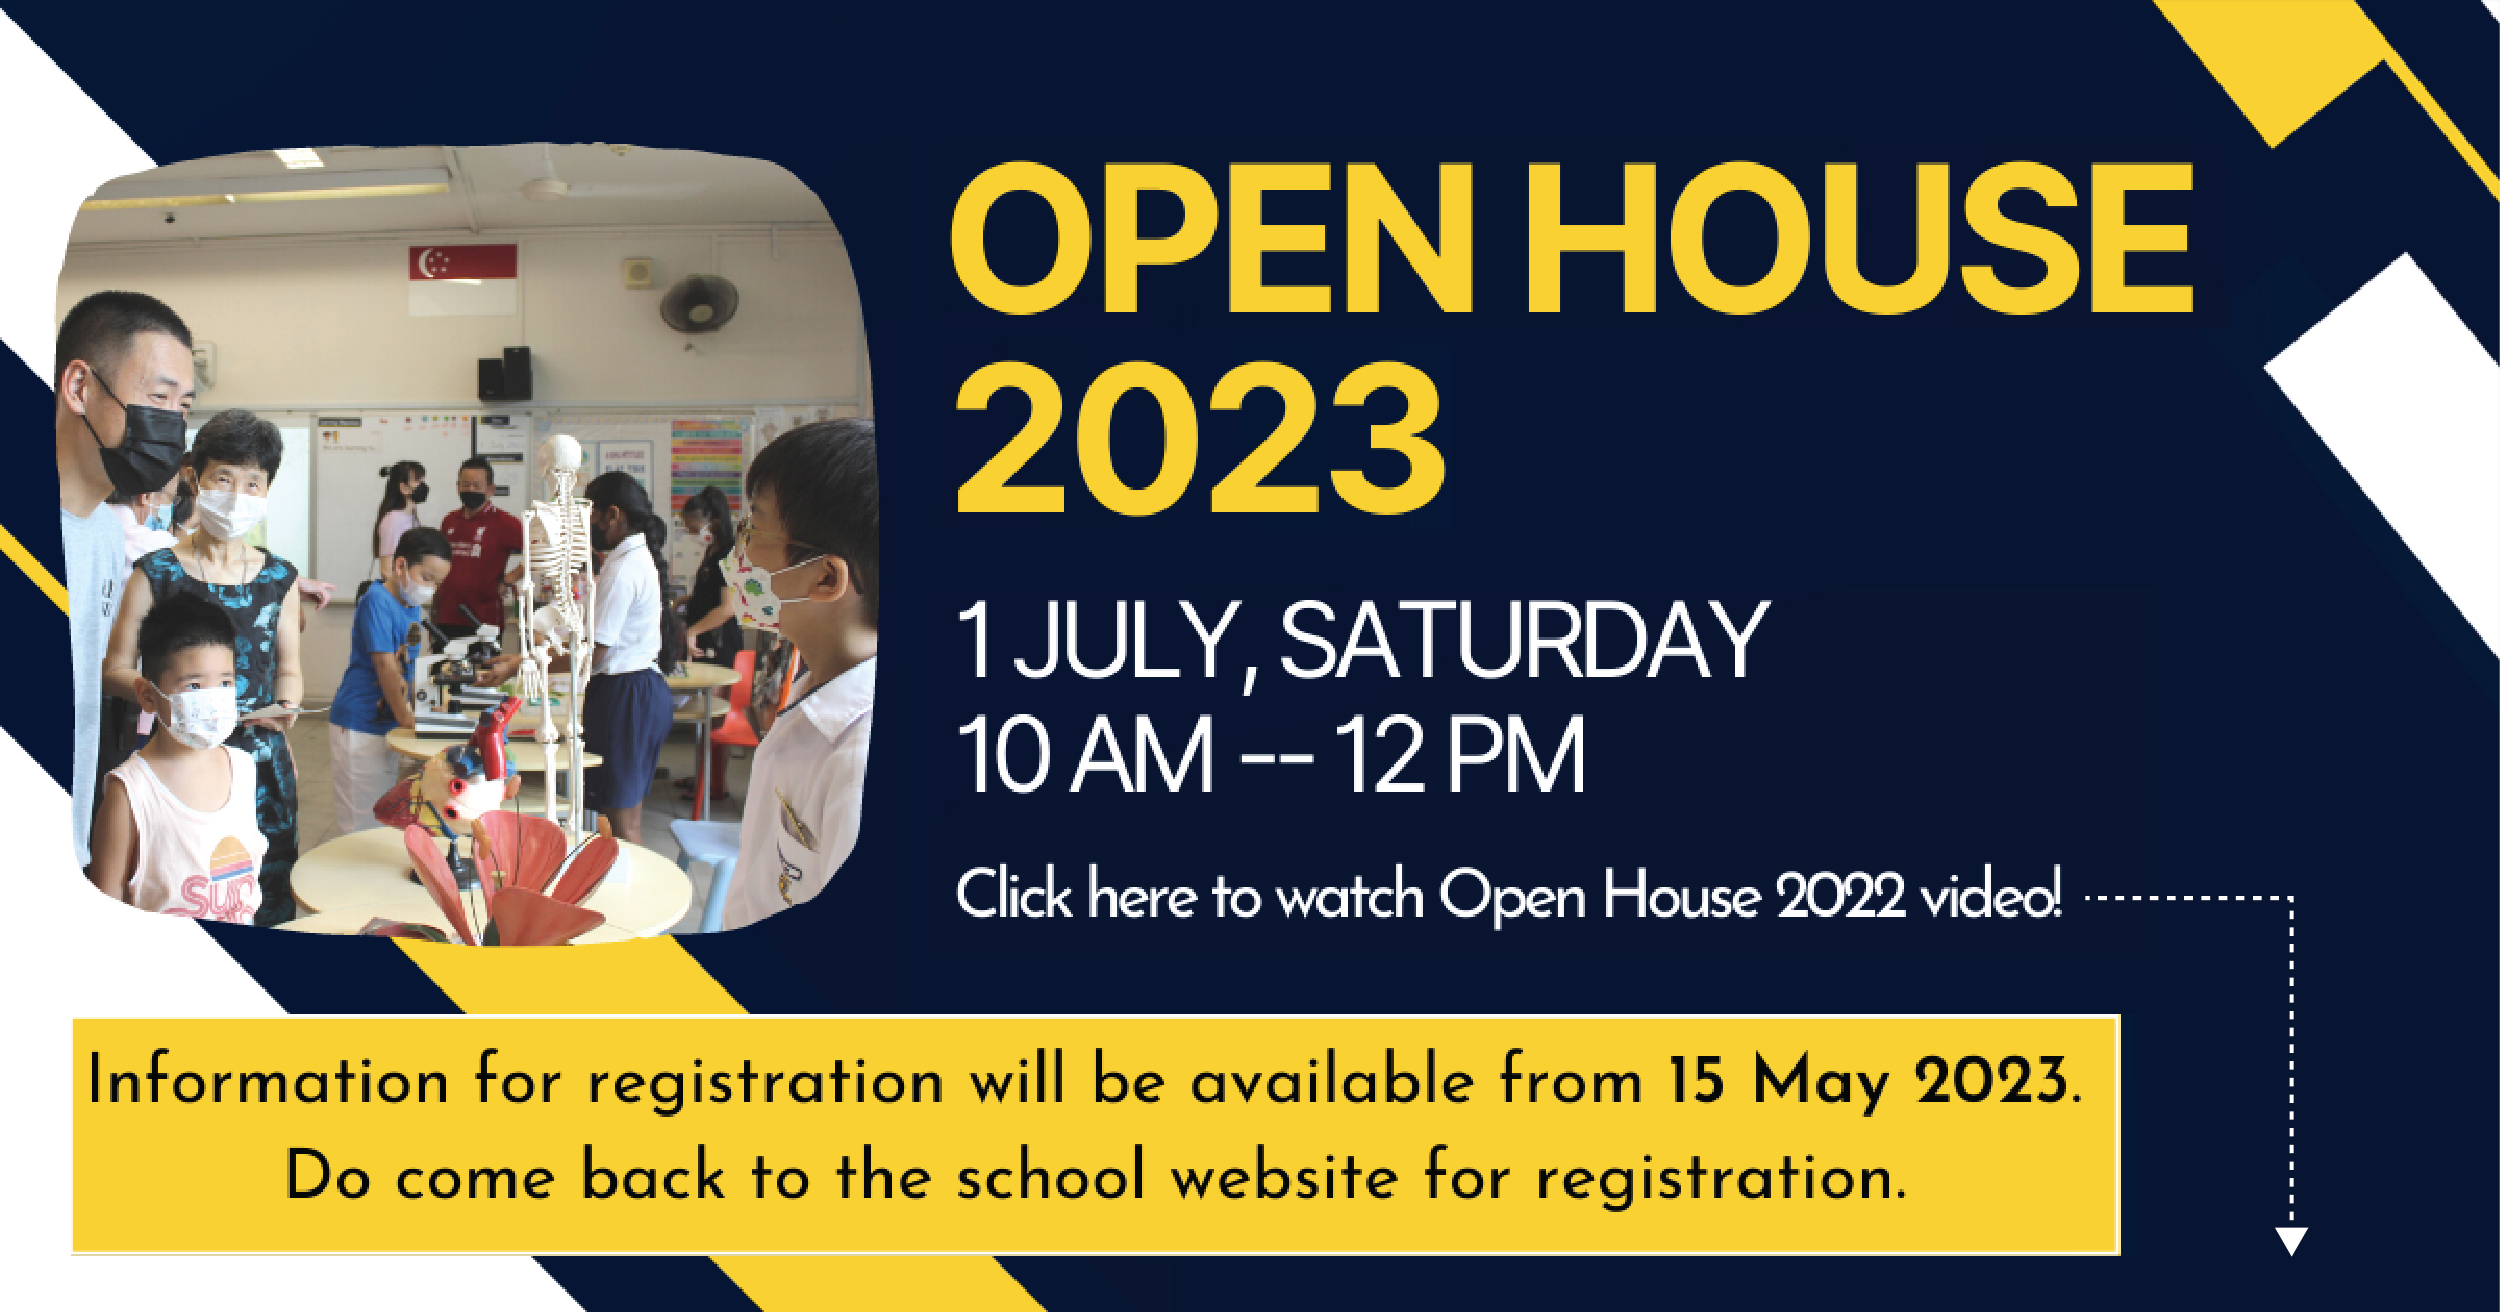 OPEN HOUSE
2023
1 JULY, SATURDAY
10 AM -- 12 PM
Click here to watch Open House 2022 video!
Information for registration will be available from 15 May 2023.
Do come back to the school website for registration.